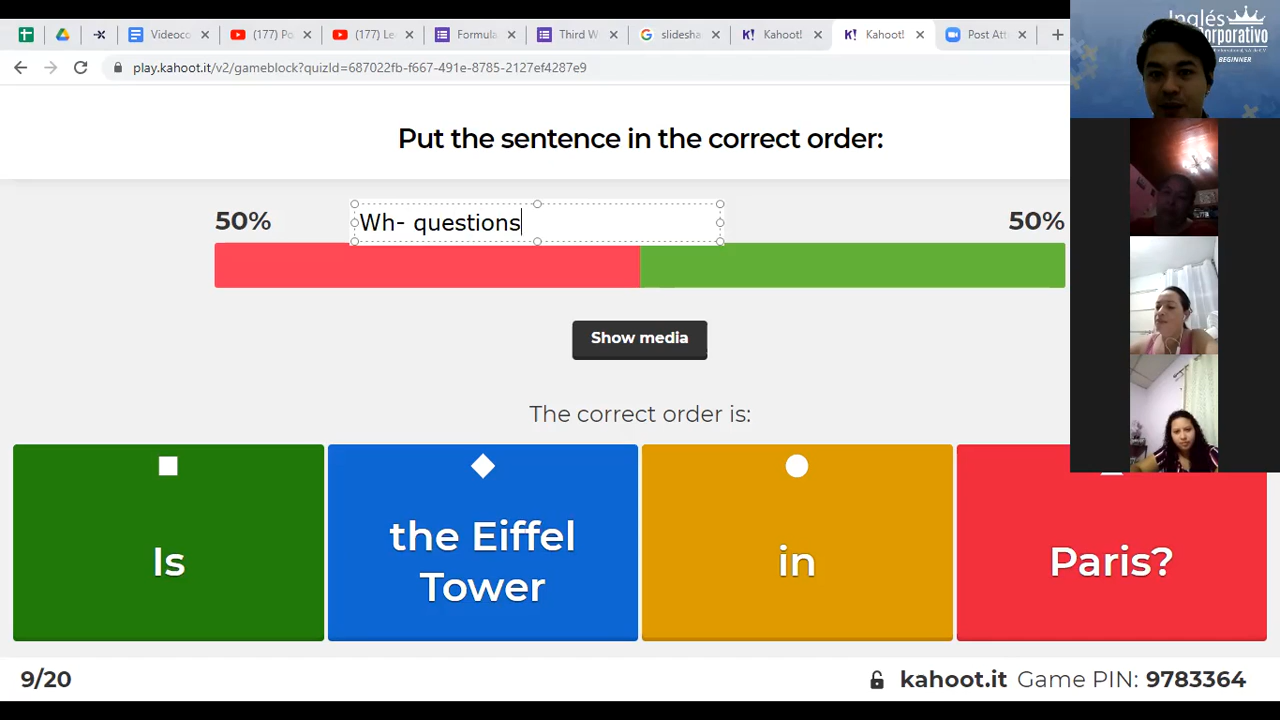 Videoco
(177) Po
(177) Le
Formula
Third W
slidesha
Kahoot!
Kahoot!
Post Att
play.kahoot.it/v2/gameblock?quizId=687022fb-f667-491e-8785-2127ef4287e9
Inglés
orporativo
BEGINNER
Put the sentence in the correct order:
50%
Wh- questions
50%
Show media
The correct order is:
Is
the Eiffel
Tower
in
Paris?
9/20
kahoot.it Game PIN: 9783364